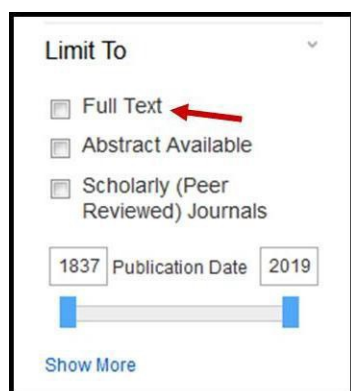 Limit To
Full Text
Abstract Available
Scholarly (Peer
Reviewed) Journals
1837 Publication Date 2019
Show More